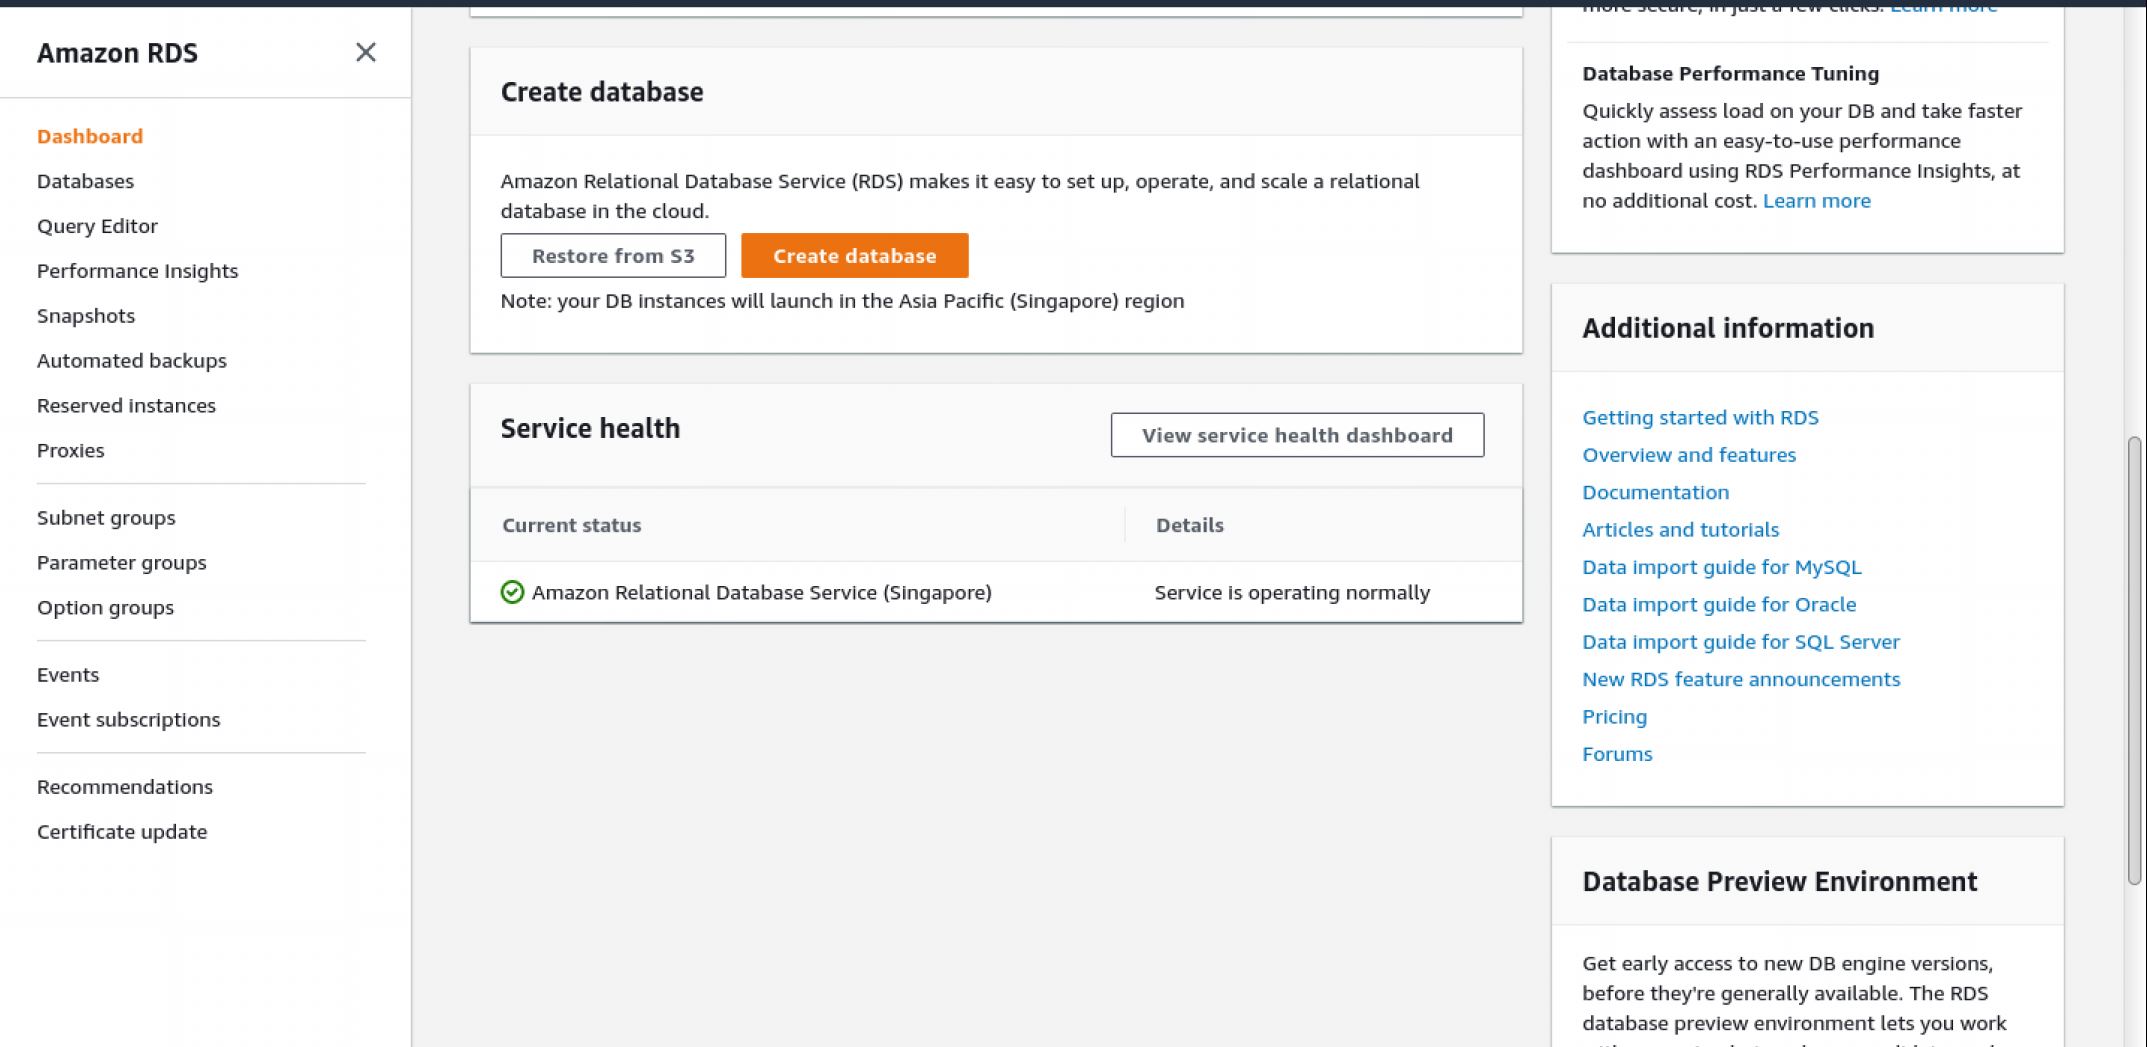 Amazon RDS
Dashboard
Databases
Query Editor
Performance Insights
Snapshots
Automated backups
Reserved instances
Proxies
Subnet groups
Parameter groups
Option groups
Events
Event subscriptions
Recommendations
Certificate update
Create database
Amazon Relational Database Service (RDS) makes it easy to set up, operate, and scale a relational
database in the cloud.
Restore from S3
Create database
Note: your DB instances will launch in the Asia Pacific (Singapore) region
Service health
View service health dashboard
Current status
Details
Amazon Relational Database Service (Singapore)
Service is operating normally
more secure, in just a few clicks. Learn more
Database Performance Tuning
Quickly assess load on your DB and take faster
action with an easy-to-use performance
dashboard using RDS Performance Insights, at
no additional cost. Learn more
Additional information
Getting started with RDS
Overview and features
Documentation
Articles and tutorials
Data import guide for MySQL
Data import guide for Oracle
Data import guide for SQL Server
New RDS feature announcements
Pricing
Forums
Database Preview Environment
Get early access to new DB engine versions,
before they're generally available. The RDS
database preview environment lets you work